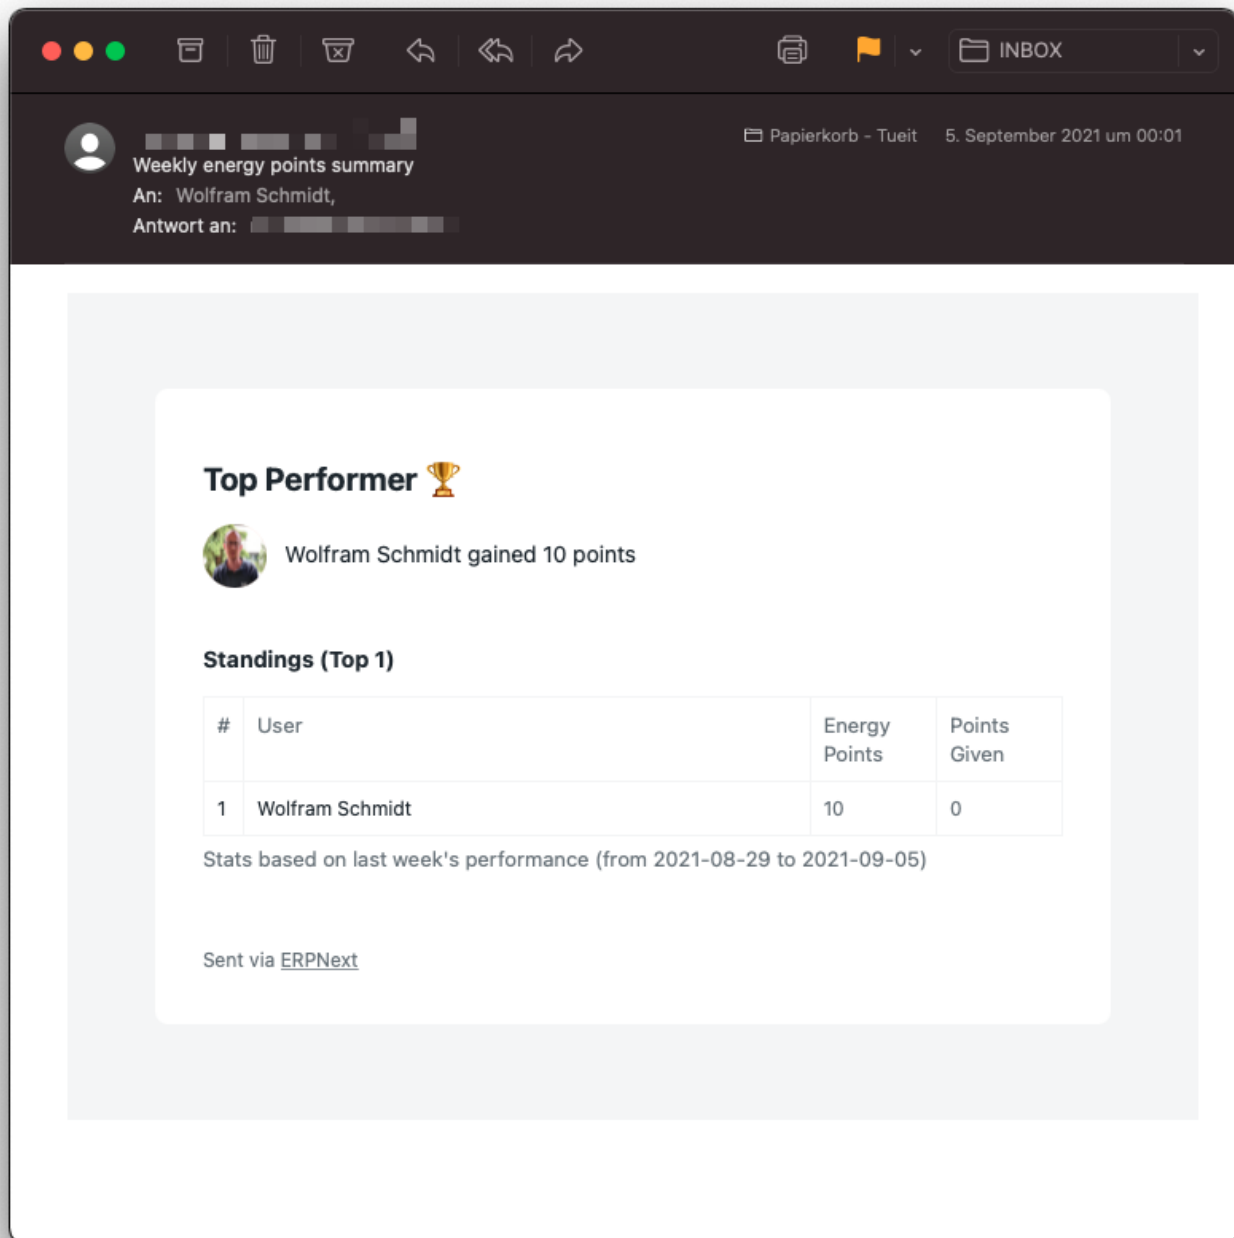 INBOX
Papierkorb - Tueit 5. September 2021 um 00:01
Weekly energy points summary
An: Wolfram Schmidt,
Antwort an:
Top Performer 🏆
Wolfram Schmidt gained 10 points
Standings (Top 1)
# User Energy Points Points Given
1 Wolfram Schmidt 10 0
Stats based on last week's performance (from 2021-08-29 to 2021-09-05)
Sent via ERPNext